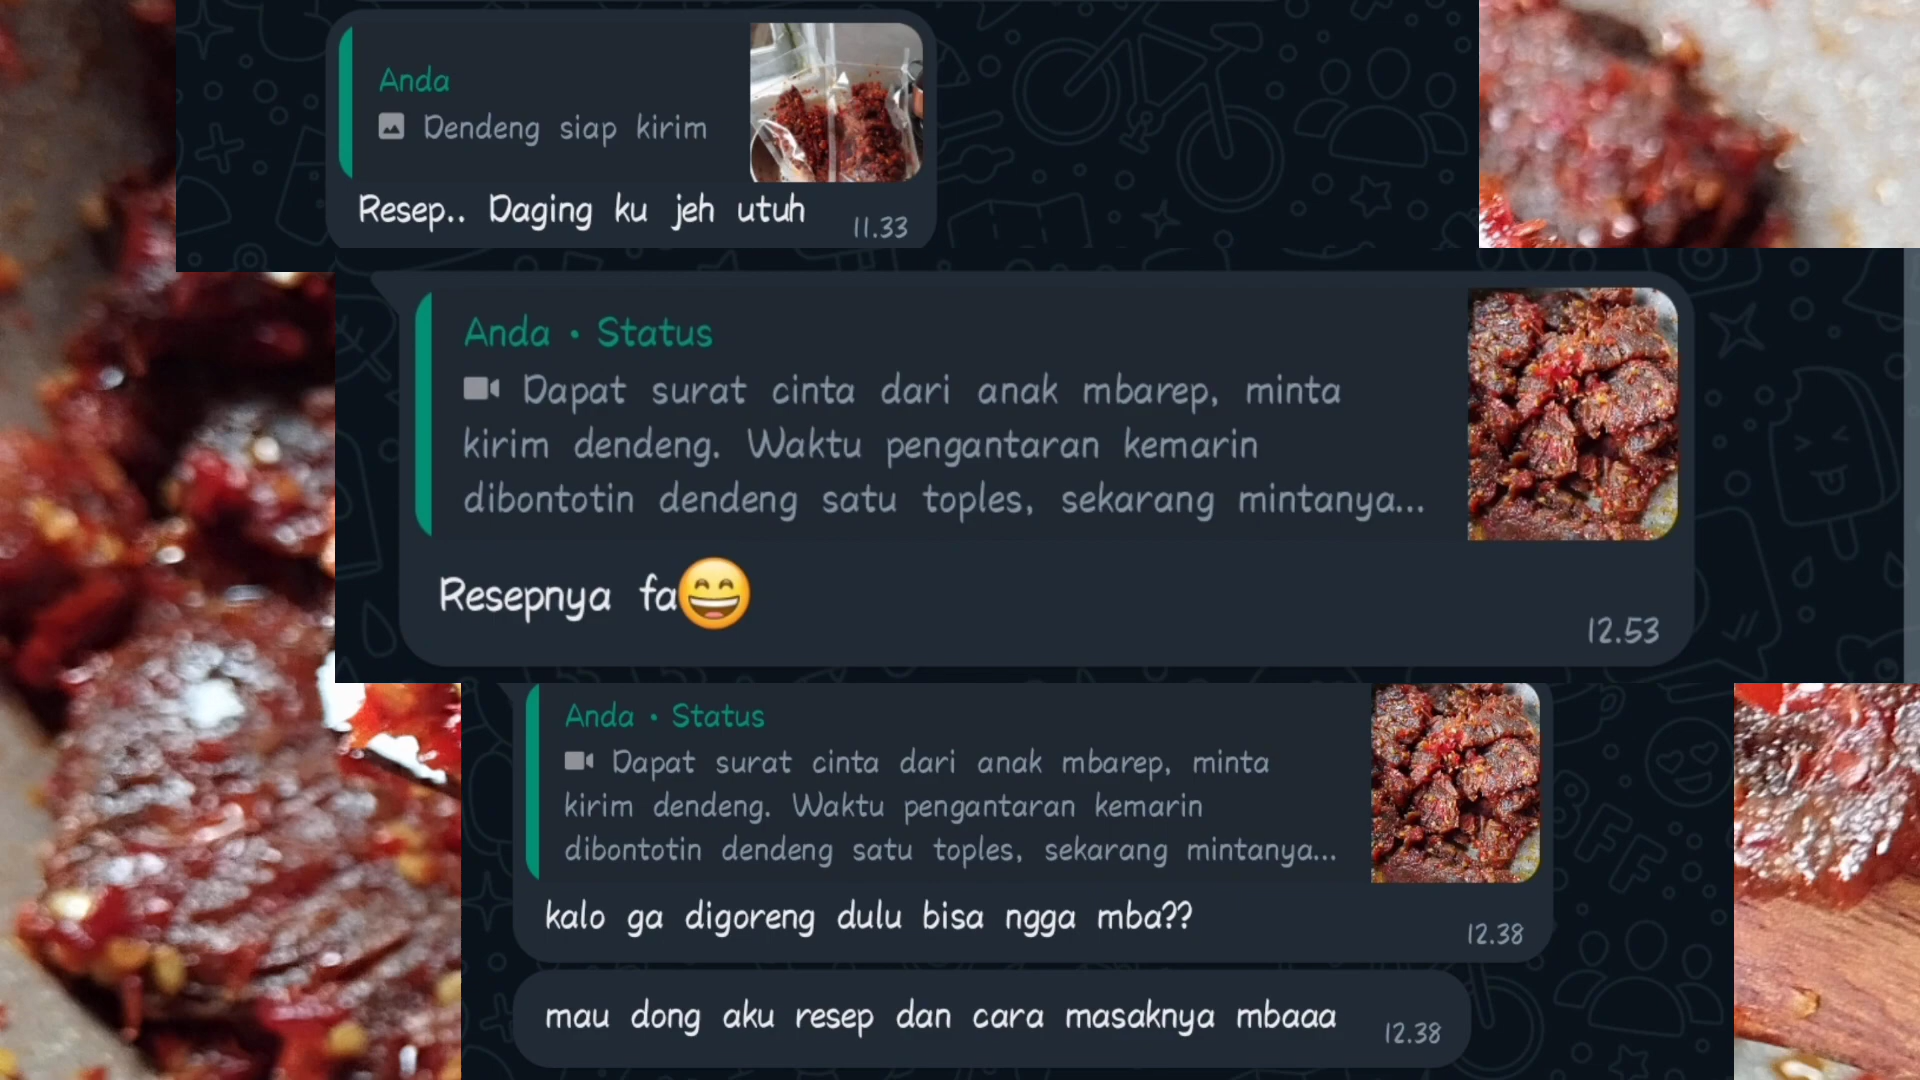 Anda
Dendeng siap kirim
Resep.. Daging ku jeh utuh
11.33
Anda • Status
Dapat surat cinta dari anak mbarep, minta
kirim dendeng. Waktu pengantaran kemarin
dibontotin dendeng satu toples, sekarang mintanya...
Resepnya fa😄
12.53
Anda • Status
Dapat surat cinta dari anak mbarep, minta
kirim dendeng. Waktu pengantaran kemarin
dibontotin dendeng satu toples, sekarang mintanya...
kalo ga digoreng dulu bisa ngga mba??
12.38
mau dong aku resep dan cara masaknya mbaaa
12.38
BFF